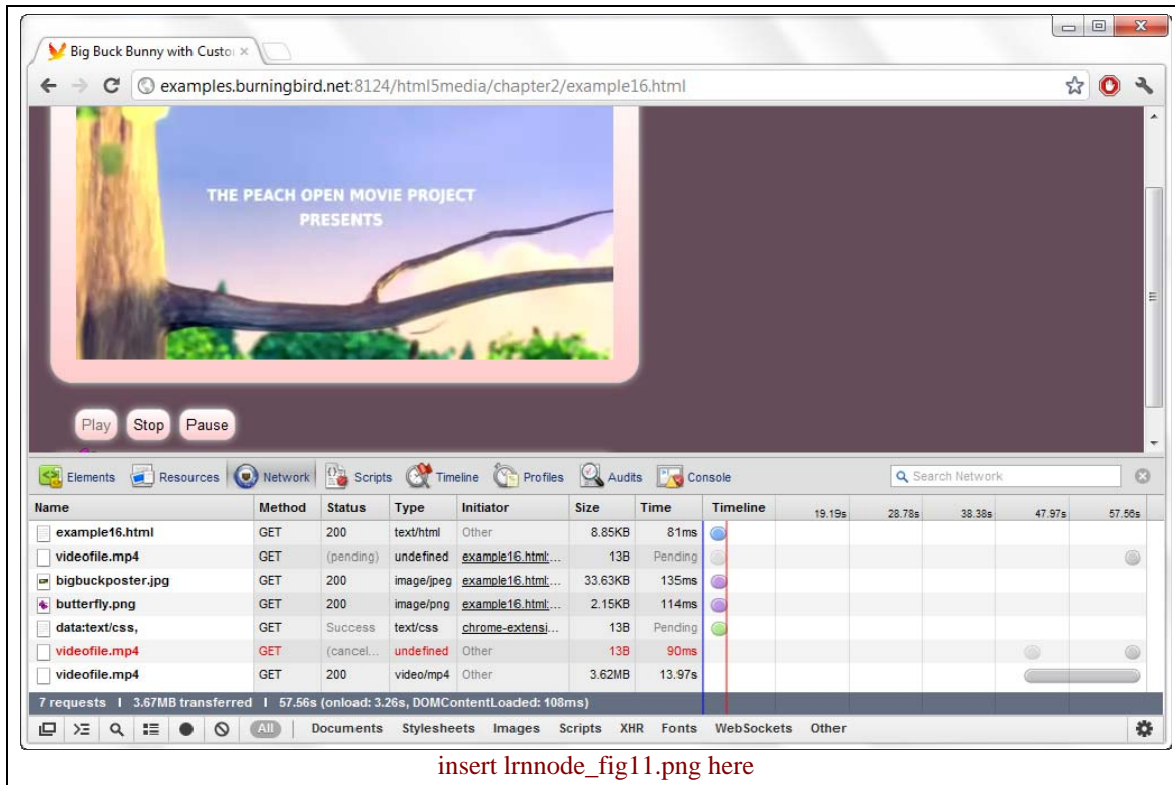 Big Buck Bunny with Custo
examples.burningbird.net:8124/html5media/chapter2/example16.html
THE PEACH OPEN MOVIE PROJECT
PRESENTS
Play Stop Pause
Elements Resources Network Scripts Timeline Profiles Audits Console Search Network
Name Method Status Type Initiator Size Time Timeline 19.19s 28.78s 38.38s 47.97s 57.56s
example16.html GET 200 text/html Other 8.85KB 81ms
videofile.mp4 GET (pending) undefined example16.html:... 13B Pending
bigbuckposter.jpg GET 200 image/jpeg example16.html:... 33.63KB 135ms
butterfly.png GET 200 image/png example16.html:... 2.15KB 114ms
data:text/css, GET Success text/css chrome-extensi... 13B Pending
videofile.mp4 GET (cancel... undefined Other 13B 90ms
videofile.mp4 GET 200 video/mp4 Other 3.62MB 13.97s
7 requests | 3.67MB transferred | 57.56s (onload: 3.26s, DOMContentLoaded: 108ms)
All Documents Stylesheets Images Scripts XHR Fonts WebSockets Other
insert lrnnode_fig11.png here